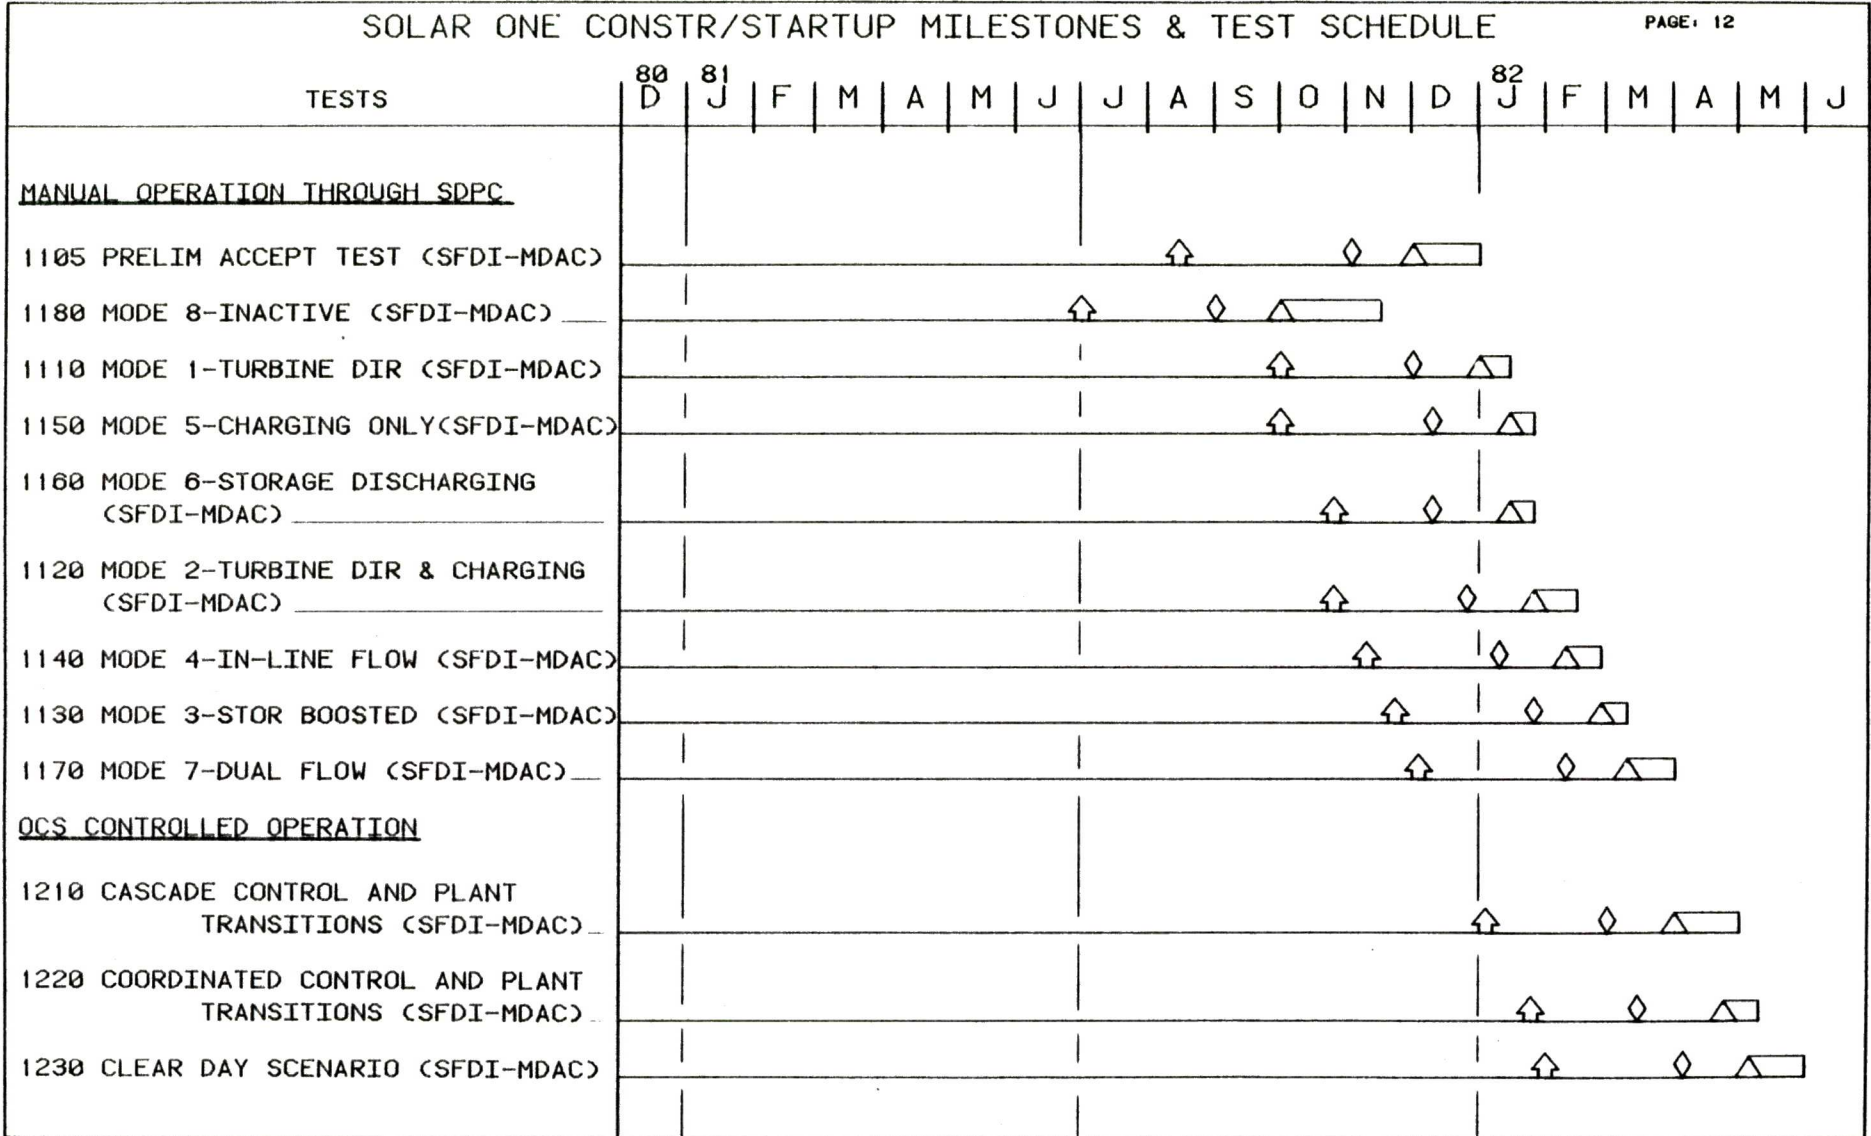 SOLAR ONE CONSTR/STARTUP MILESTONES & TEST SCHEDULE PAGE: 12
80 81 82
TESTS D J F M A M J J A S O N D J F M A M J
MANUAL OPERATION THROUGH SDPC
1105 PRELIM ACCEPT TEST (SFDI-MDAC)
1180 MODE 8-INACTIVE (SFDI-MDAC)
1110 MODE 1-TURBINE DIR (SFDI-MDAC)
1150 MODE 5-CHARGING ONLY(SFDI-MDAC)
1160 MODE 6-STORAGE DISCHARGING
(SFDI-MDAC)
1120 MODE 2-TURBINE DIR & CHARGING
(SFDI-MDAC)
1140 MODE 4-IN-LINE FLOW (SFDI-MDAC)
1130 MODE 3-STOR BOOSTED (SFDI-MDAC)
1170 MODE 7-DUAL FLOW (SFDI-MDAC)
OCS CONTROLLED OPERATION
1210 CASCADE CONTROL AND PLANT
TRANSITIONS (SFDI-MDAC)
1220 COORDINATED CONTROL AND PLANT
TRANSITIONS (SFDI-MDAC)
1230 CLEAR DAY SCENARIO (SFDI-MDAC)